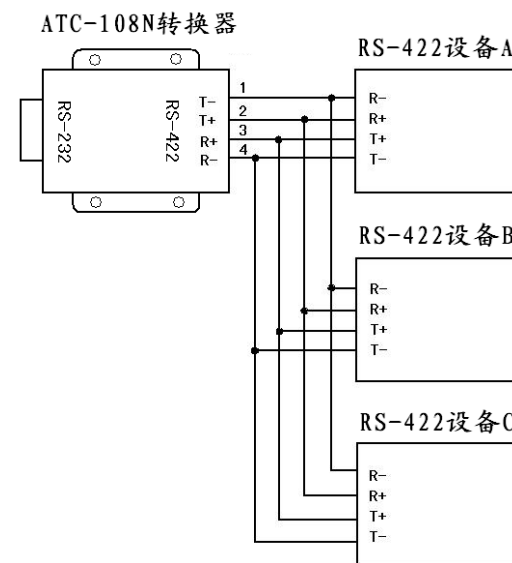 ATC-108N转换器
RS-232
RS-422
T-
T+
R+
R-
1
2
3
4
RS-422设备A
R-
R+
T+
T-
RS-422设备B
R-
R+
T+
T-
RS-422设备C
R-
R+
T+
T-